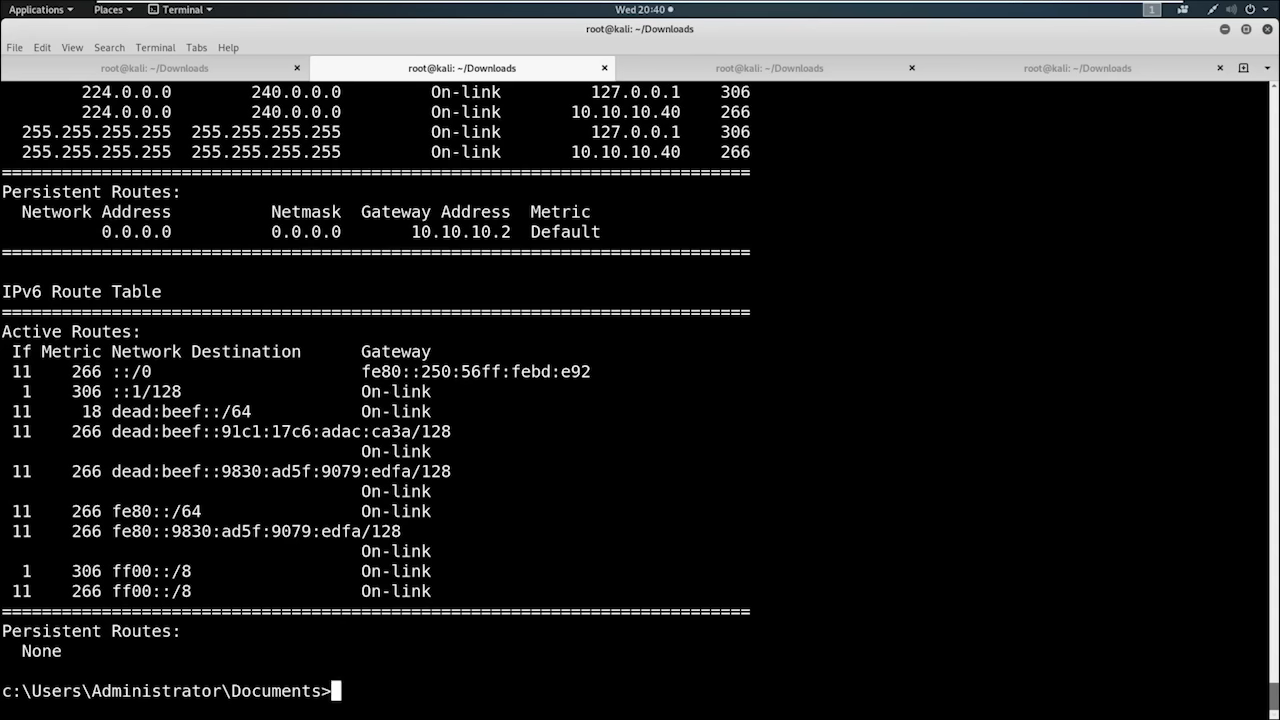 Applications Places Terminal Wed 20:40 1
root@kali: ~/Downloads
File Edit View Search Terminal Tabs Help
root@kali: ~/Downloads root@kali: ~/Downloads root@kali: ~/Downloads root@kali: ~/Downloads
224.0.0.0 240.0.0.0 On-link 127.0.0.1 306
224.0.0.0 240.0.0.0 On-link 10.10.10.40 266
255.255.255.255 255.255.255.255 On-link 127.0.0.1 306
255.255.255.255 255.255.255.255 On-link 10.10.10.40 266
===========================================================================
Persistent Routes:
Network Address Netmask Gateway Address Metric
0.0.0.0 0.0.0.0 10.10.10.2 Default
===========================================================================
IPv6 Route Table
===========================================================================
Active Routes:
If Metric Network Destination Gateway
11 266 ::/0 fe80::250:56ff:febd:e92
1 306 ::1/128 On-link
11 18 dead:beef::/64 On-link
11 266 dead:beef::91c1:17c6:adac:ca3a/128
On-link
11 266 dead:beef::9830:ad5f:9079:edfa/128
On-link
11 266 fe80::/64 On-link
11 266 fe80::9830:ad5f:9079:edfa/128
On-link
1 306 ff00::/8 On-link
11 266 ff00::/8 On-link
===========================================================================
Persistent Routes:
None
c:\Users\Administrator\Documents>